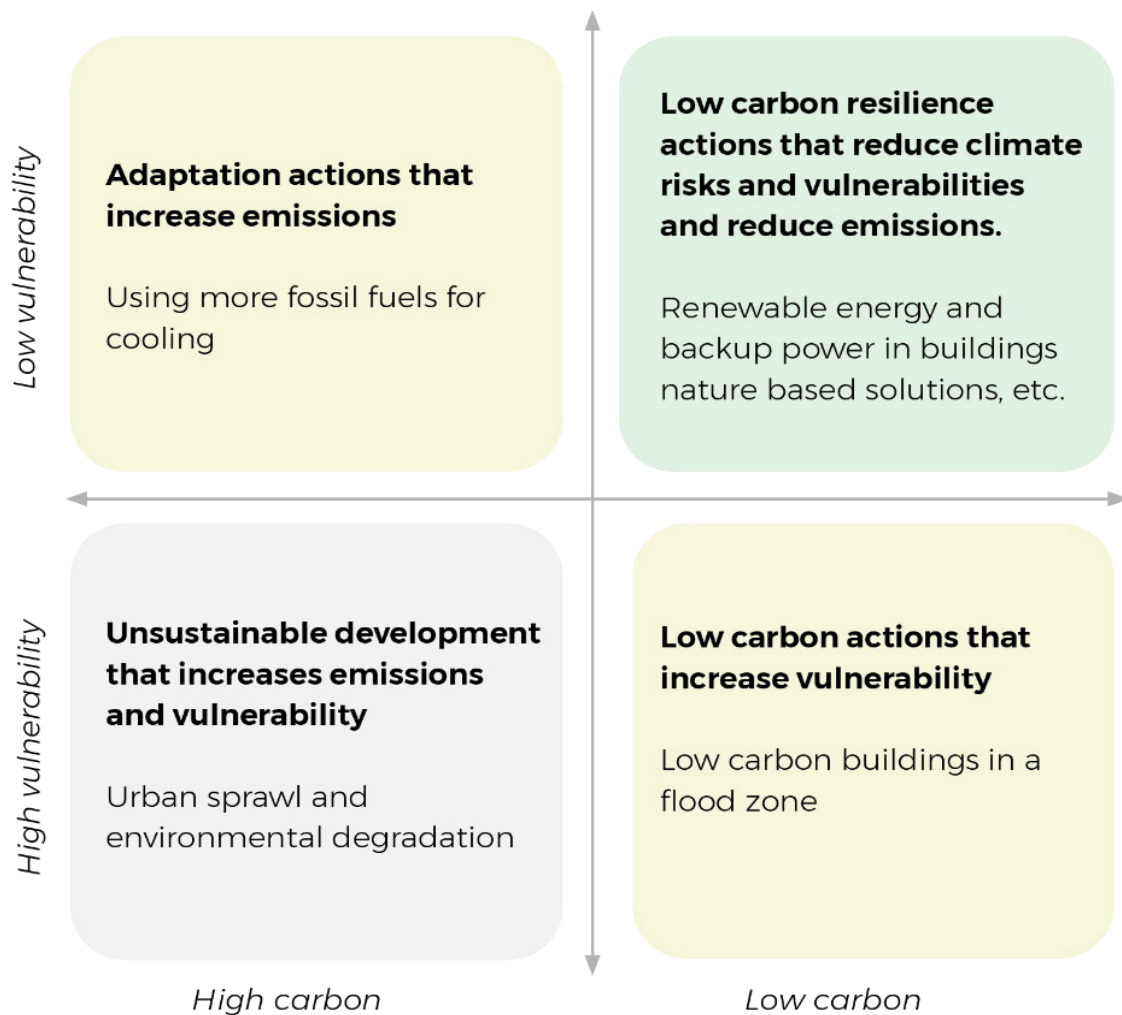 Low vulnerability
Adaptation actions that
increase emissions
Using more fossil fuels for
cooling
Low carbon resilience
actions that reduce climate
risks and vulnerabilities
and reduce emissions.
Renewable energy and
backup power in buildings
nature based solutions, etc.
High vulnerability
Unsustainable development
that increases emissions
and vulnerability
Urban sprawl and
environmental degradation
Low carbon actions that
increase vulnerability
Low carbon buildings in a
flood zone
High carbon
Low carbon